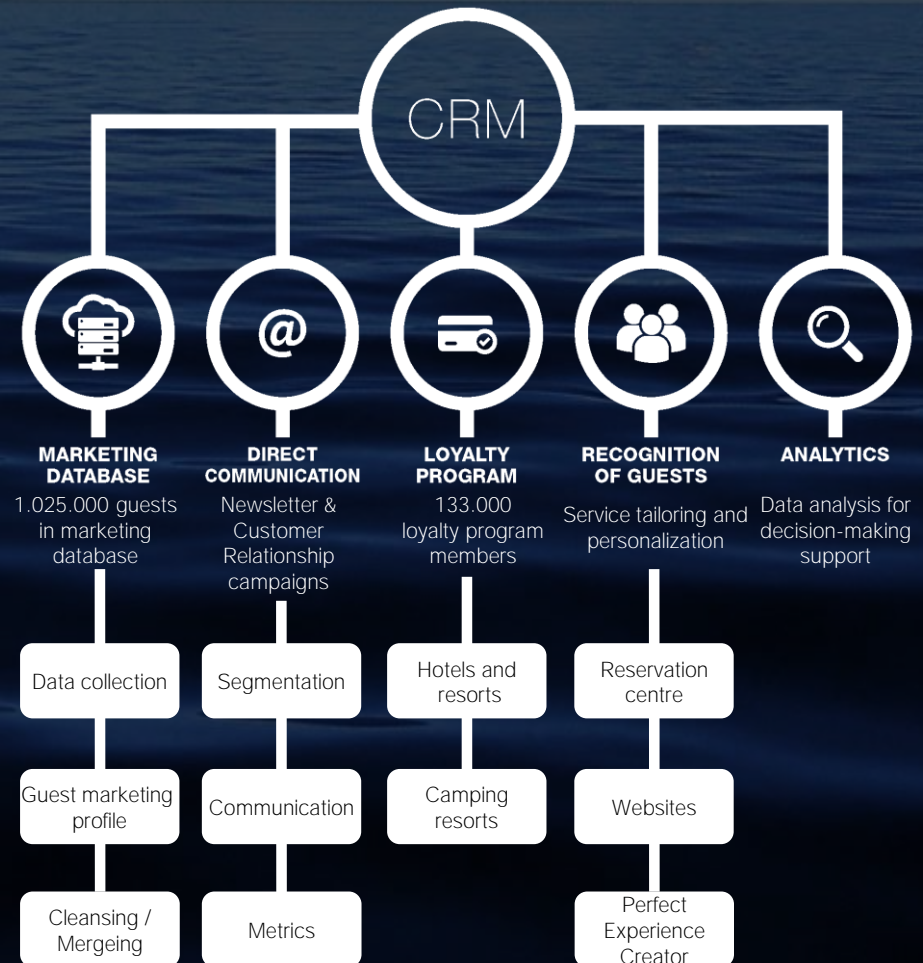 CRM
MARKETING
DATABASE
1.025.000 guests
in marketing
database
Data collection
Guest marketing
profile
Cleansing /
Mergeing
DIRECT
COMMUNICATION
Newsletter &
Customer
Relationship
campaigns
Segmentation
Communication
Metrics
LOYALTY
PROGRAM
133.000
loyalty program
members
Hotels and
resorts
Camping
resorts
RECOGNITION
OF GUESTS
Service tailoring and
personalization
Reservation
centre
Websites
Perfect
Experience
Creator
ANALYTICS
Data analysis for
decision-making
support